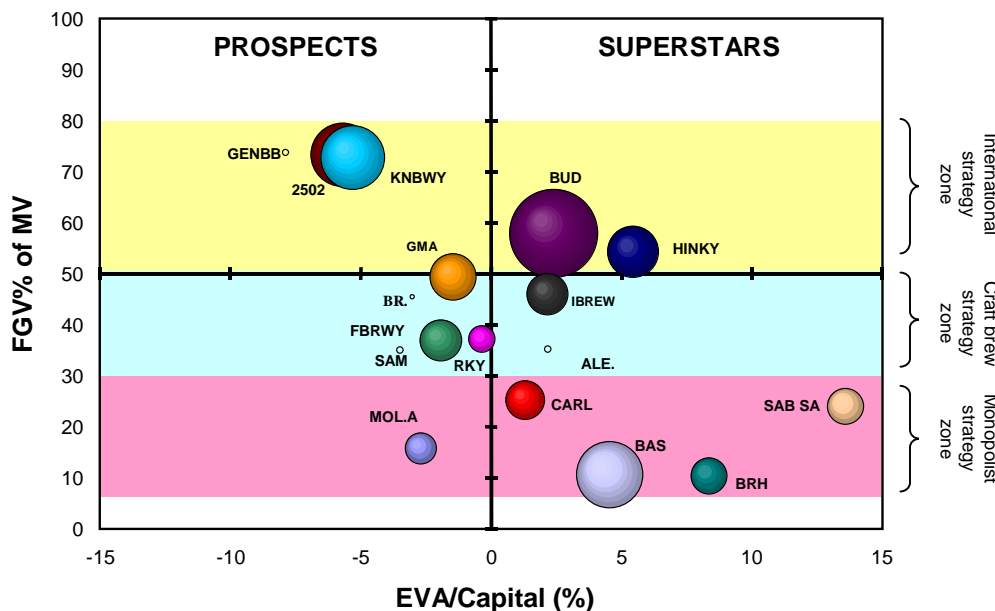 PROSPECTS
SUPERSTARS
FGV% of MV
100
90
80
70
60
50
40
30
20
10
0
GENBB
2502
KNBWY
BUD
HINKY
GMA
BR.
IBREW
FBRWY
SAM
RKY
ALE.
CARL
SAB SA
MOL.A
BAS
BRH
International
strategy
zone
Craft brew
strategy
zone
Monopolist
strategy
zone
-15
-10
-5
0
5
10
15
EVA/Capital (%)